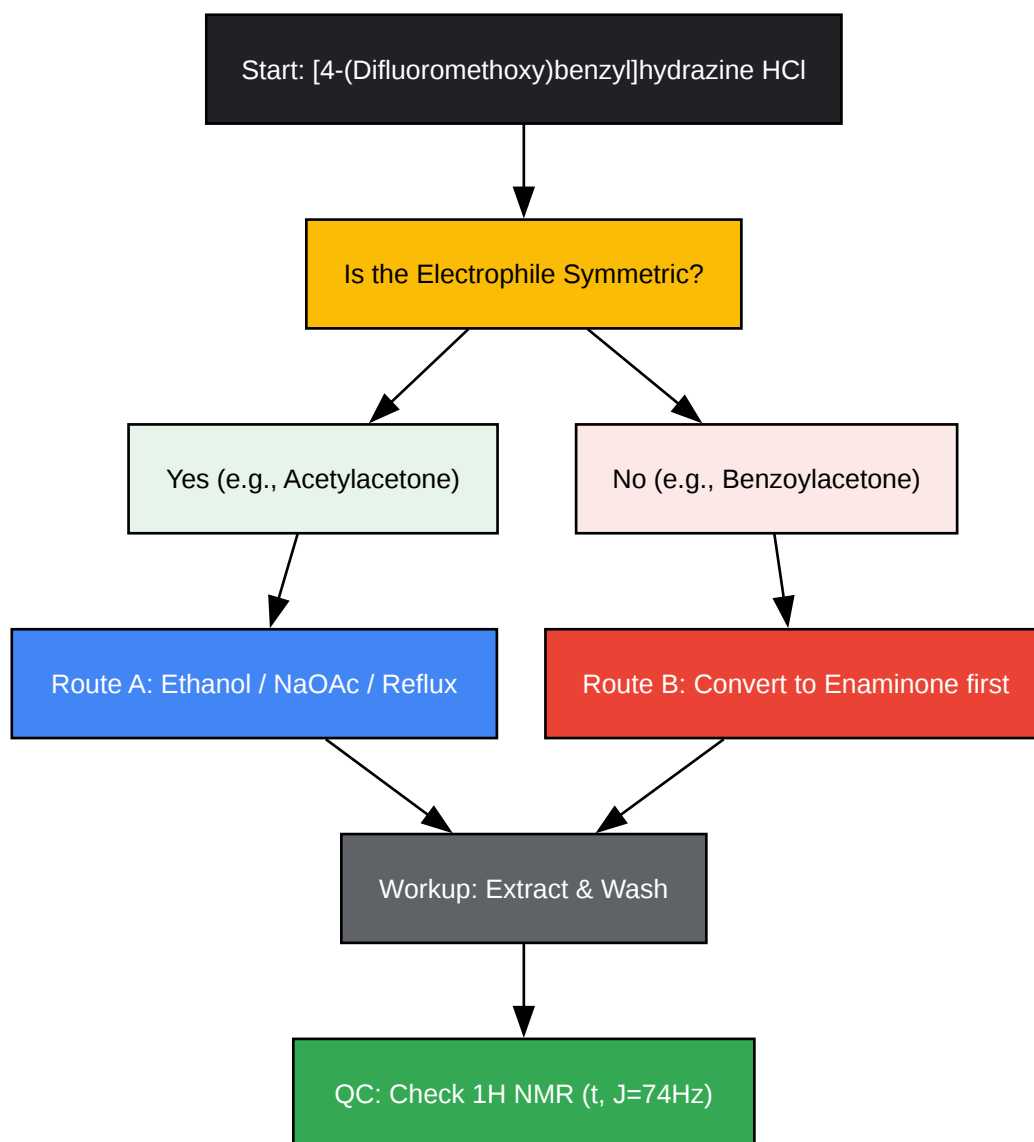 Start: [4-(Difluoromethoxy)benzyl]hydrazine HCl
Is the Electrophile Symmetric?
Yes (e.g., Acetylacetone)
No (e.g., Benzoylacetone)
Route A: Ethanol / NaOAc / Reflux
Route B: Convert to Enaminone first
Workup: Extract & Wash
QC: Check 1H NMR (t, J=74Hz)